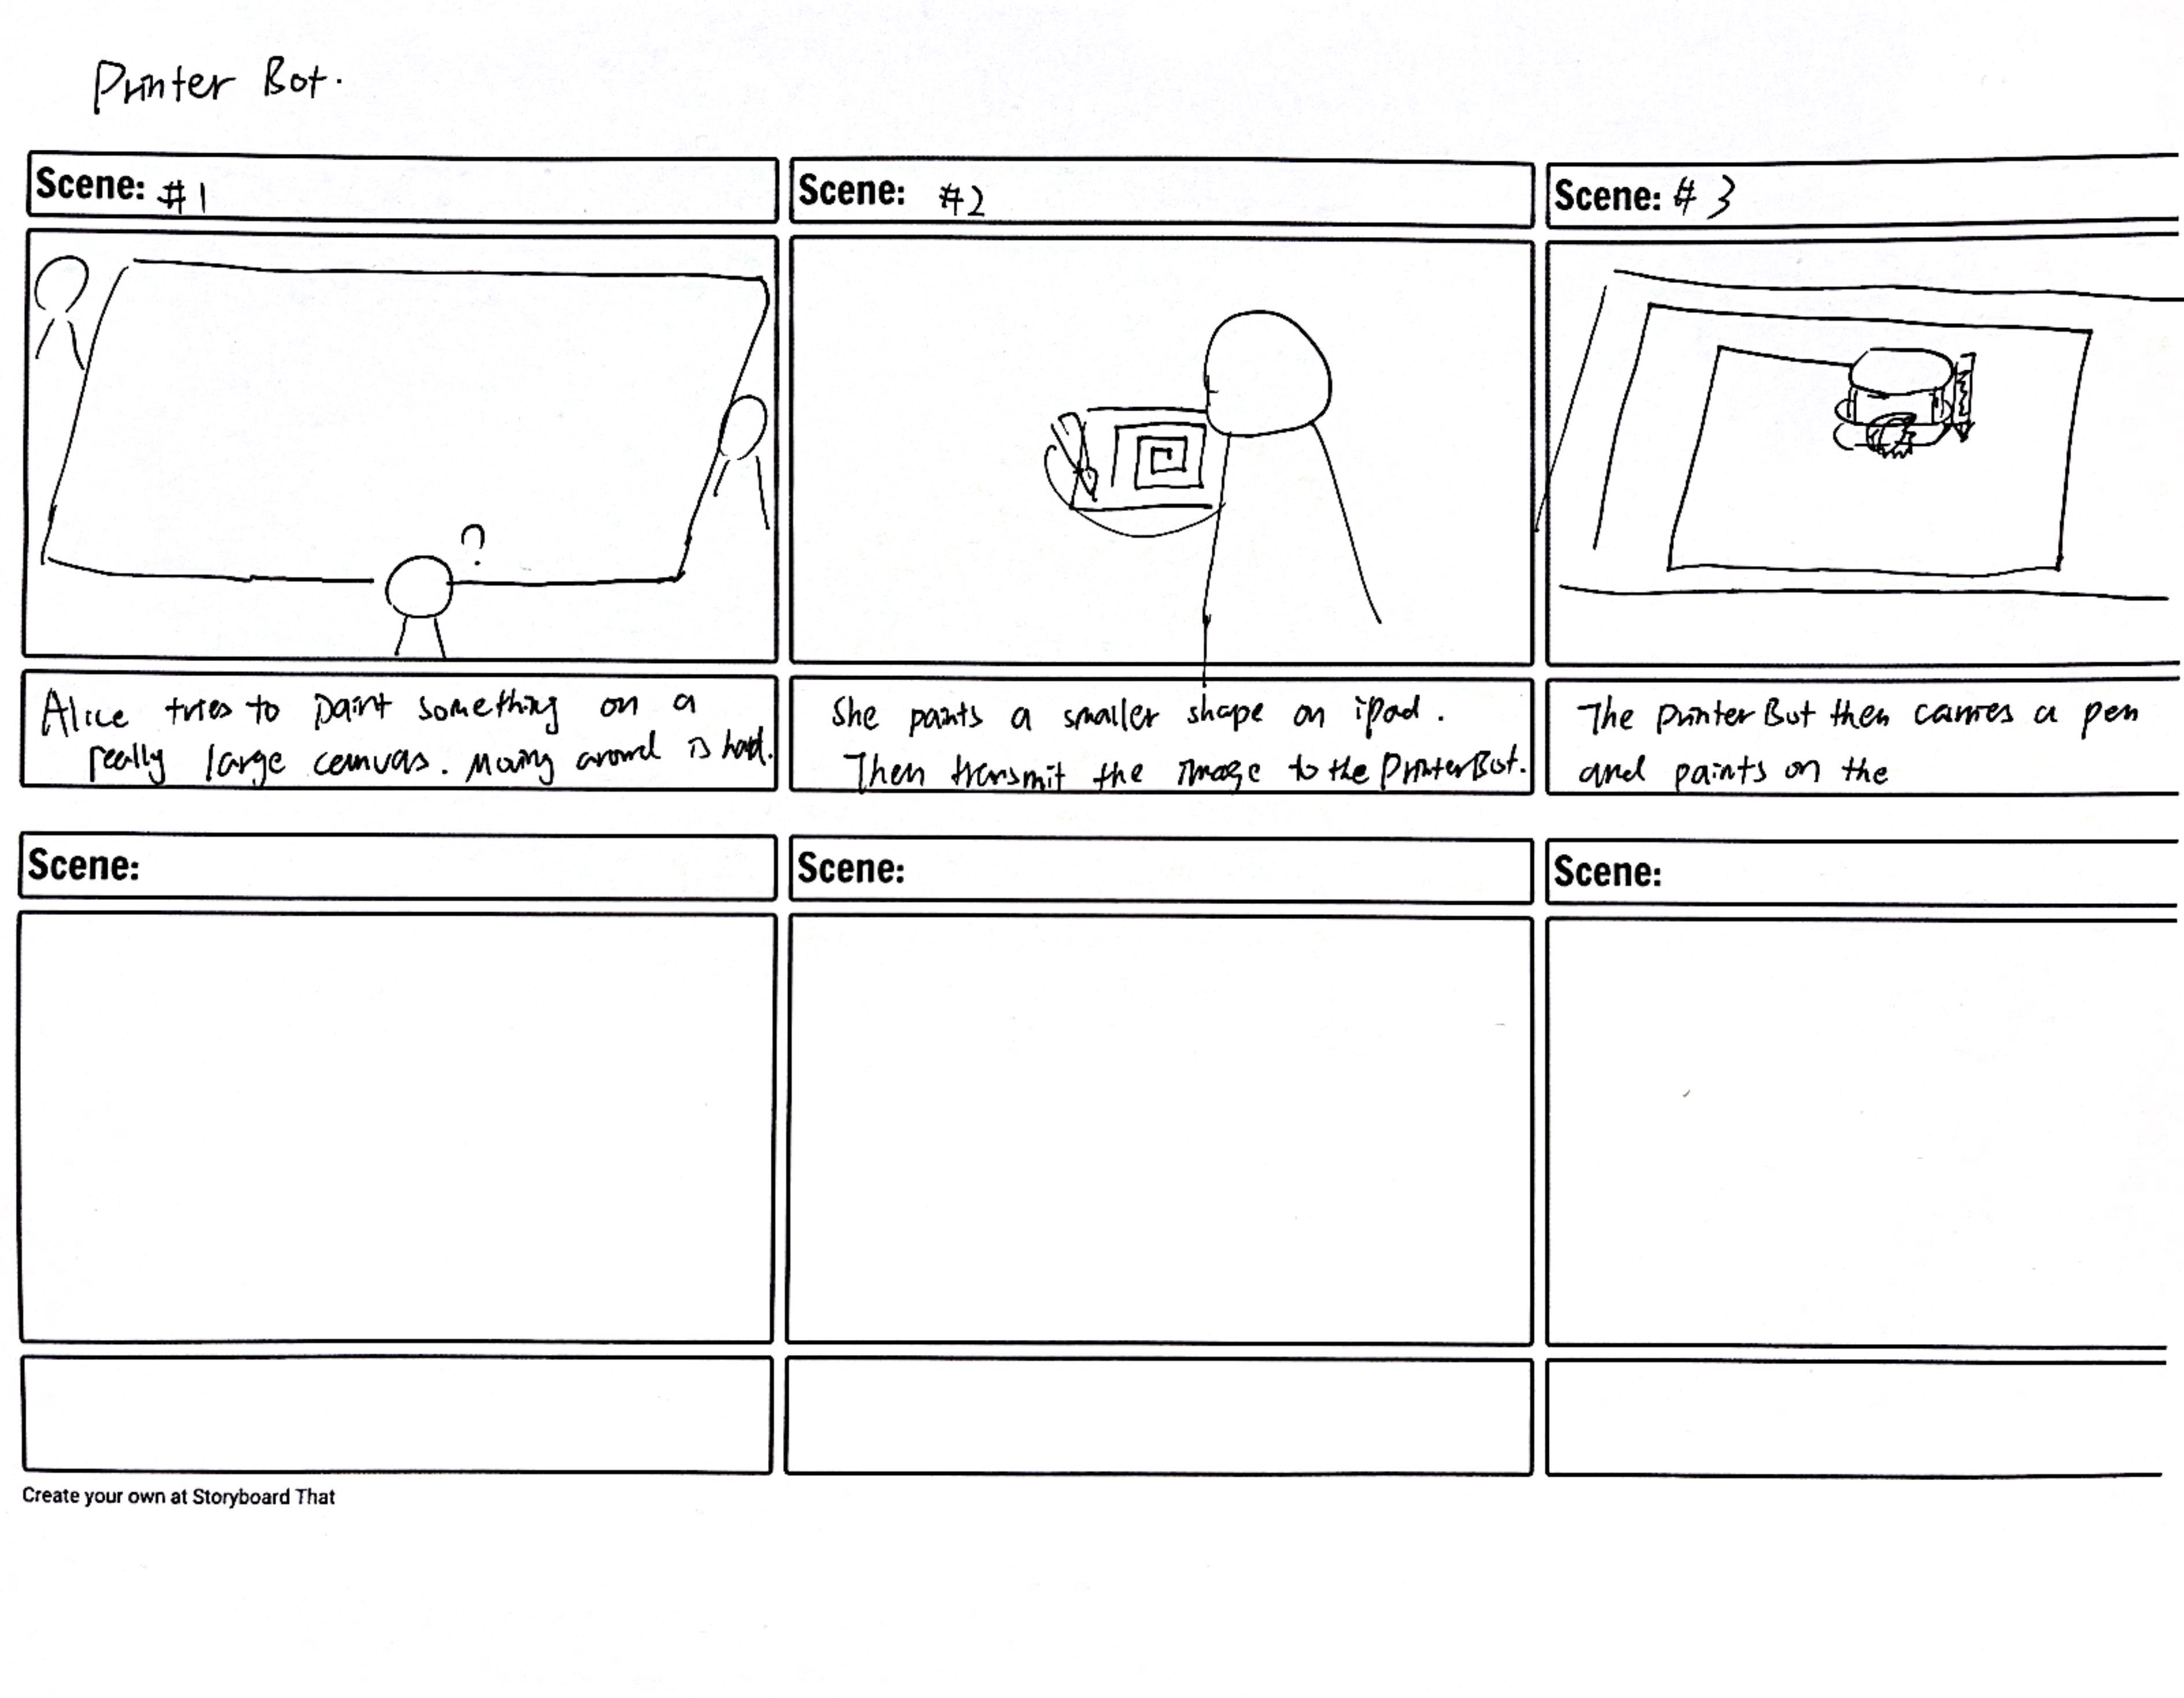 Printer Bot.
Scene: #1
Scene: #2
Scene: #3
?
Alice tries to paint something on a
really large canvas. Moving around is hard.
She paints a smaller shape on ipad.
Then transmit the image to the PrinterBot.
The PrinterBot then carries a pen
and paints on the
Scene:
Scene:
Scene:
Create your own at Storyboard That